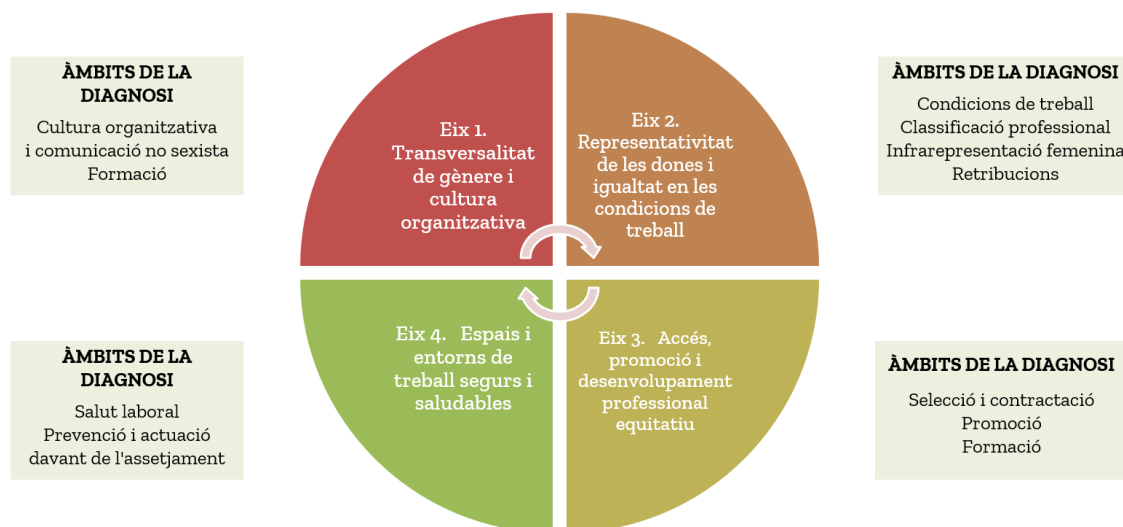 ÀMBITS DE LA
DIAGNOSI
Cultura organitzativa
i comunicació no sexista
Formació
Eix 1.
Transversalitat
de gènere i
cultura
organitzativa
Eix 2.
Representativitat
de les dones i
igualtat en les
condicions de
treball
ÀMBITS DE LA DIAGNOSI
Condicions de treball
Classificació professional
Infrarepresentació femenina
Retribucions
ÀMBITS DE LA
DIAGNOSI
Salut laboral
Prevenció i actuació
davant de l'assetjament
Eix 4. Espais i
entorns de
treball segurs i
saludables
Eix 3. Accés,
promoció i
desenvolupament
professional
equitatiu
ÀMBITS DE LA DIAGNOSI
Selecció i contractació
Promoció
Formació